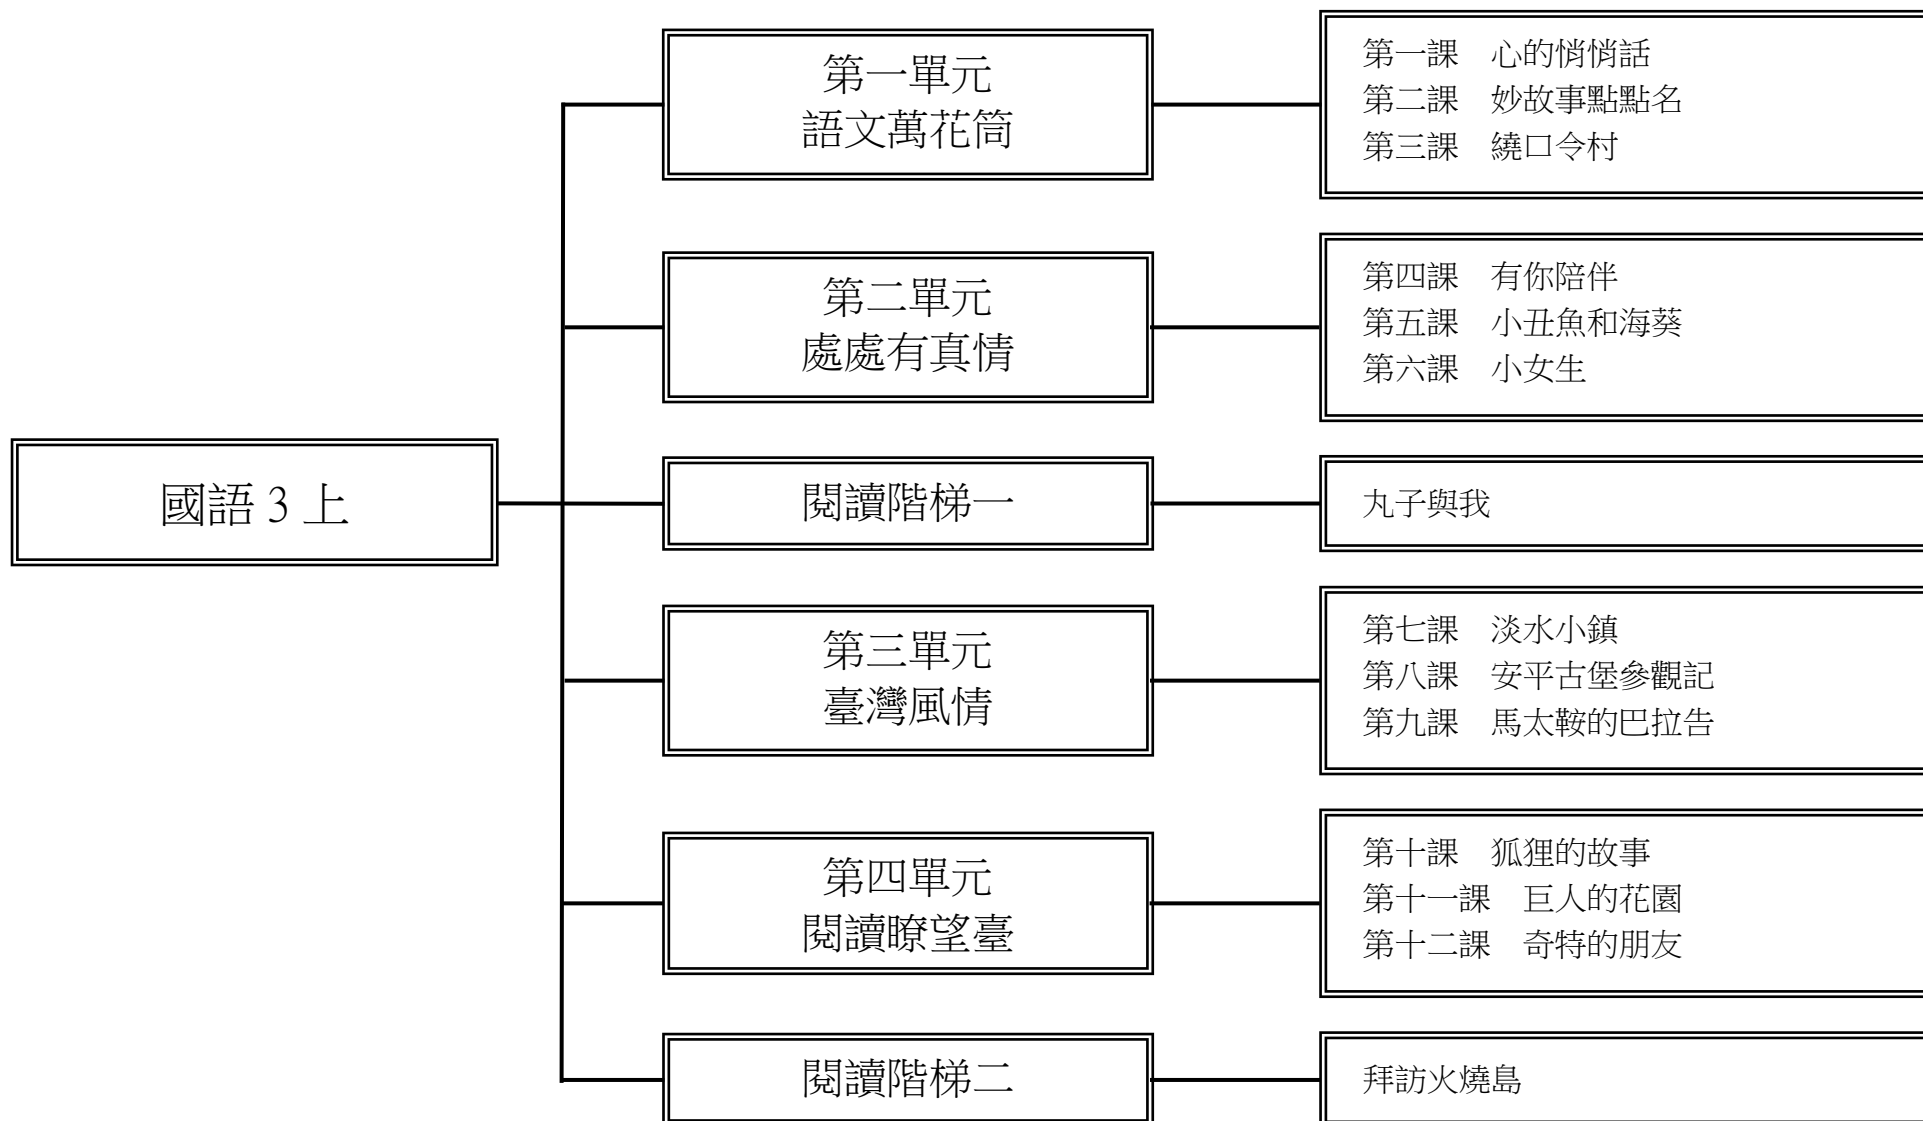 國語3上
第一單元
語文萬花筒
第一課　心的悄悄話
第二課　妙故事點點名
第三課　繞口令村
第二單元
處處有真情
第四課　有你陪伴
第五課　小丑魚和海葵
第六課　小女生
閱讀階梯一
丸子與我
第三單元
臺灣風情
第七課　淡水小鎮
第八課　安平古堡參觀記
第九課　馬太鞍的巴拉告
第四單元
閱讀瞭望臺
第十課　狐狸的故事
第十一課　巨人的花園
第十二課　奇特的朋友
閱讀階梯二
拜訪火燒島